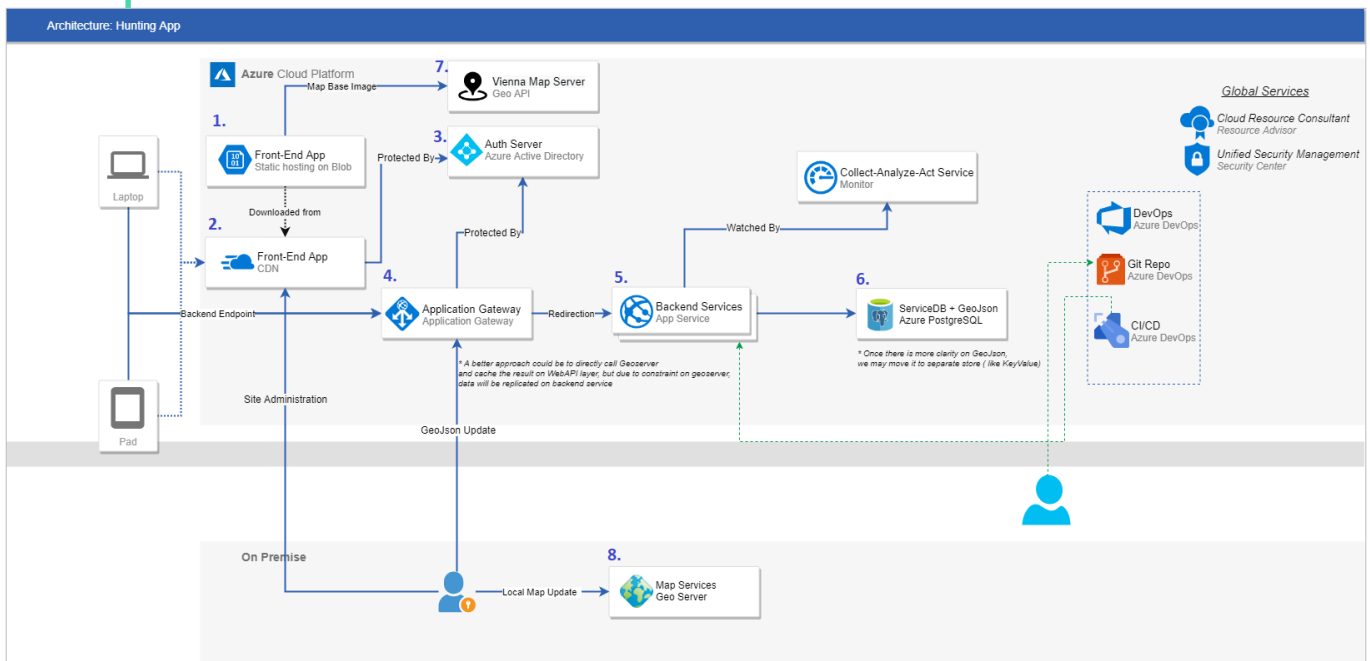 Architecture: Hunting App
Azure Cloud Platform
7.
Vienna Map Server
Geo API
Map Base Image
Global Services
Cloud Resource Consultant
Resource Advisor
Unified Security Management
Security Center
1.
Front-End App
Static hosting on Blob
3.
Auth Server
Azure Active Directory
Protected By
Laptop
Collect-Analyze-Act Service
Monitor
Downloaded from
2.
Front-End App
CDN
Protected By
Watched By
DevOps
Azure DevOps
Git Repo
Azure DevOps
CI/CD
Azure DevOps
4.
Application Gateway
Application Gateway
Backend Endpoint
Redirection
5.
Backend Services
App Service
6.
ServiceDB + GeoJson
Azure PostgreSQL
* A better approach could be to directly call Geoserver
and cache the result on WebAPI layer, but due to constraint on geoserver,
data will be replicated on backend service
* Once there is more clarity on GeoJson,
we may move it to separate store ( like KeyValue)
Site Administration
GeoJson Update
Pad
On Premise
8.
Map Services
Geo Server
Local Map Update